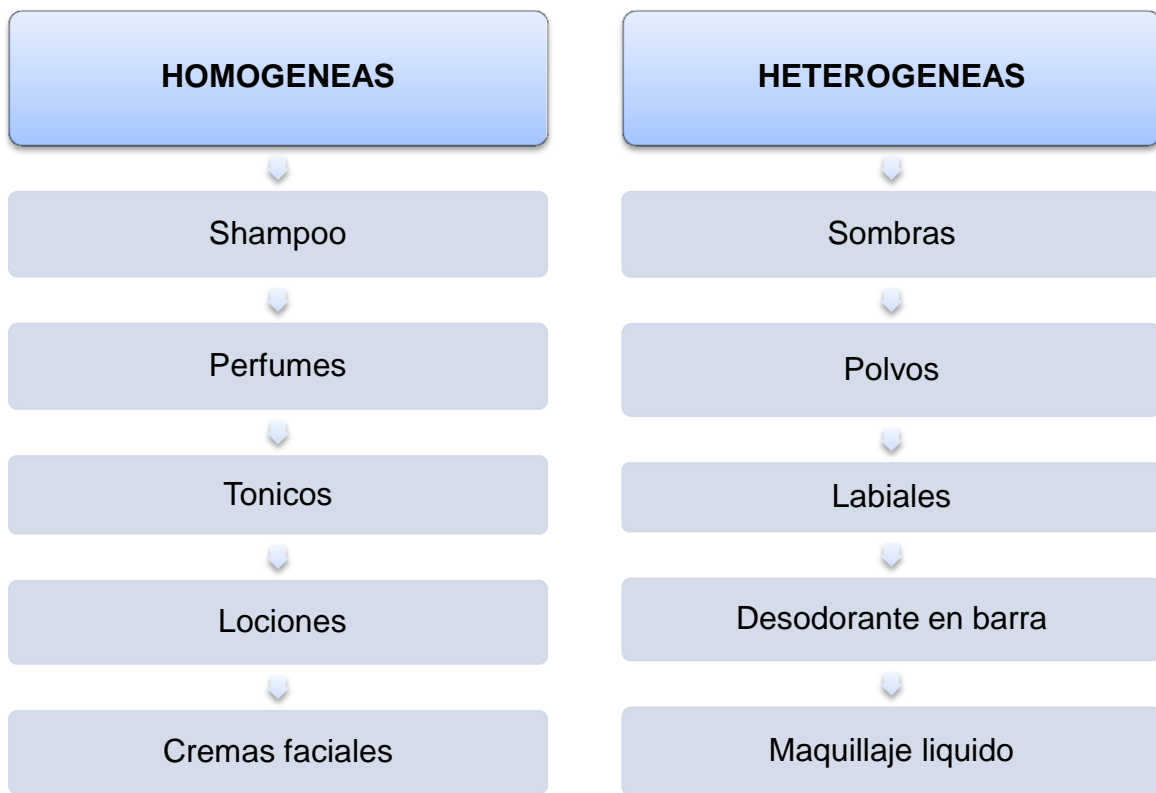 HOMOGENEAS
Shampoo
Perfumes
Tonicos
Lociones
Cremas faciales
HETEROGENEAS
Sombras
Polvos
Labiales
Desodorante en barra
Maquillaje liquido